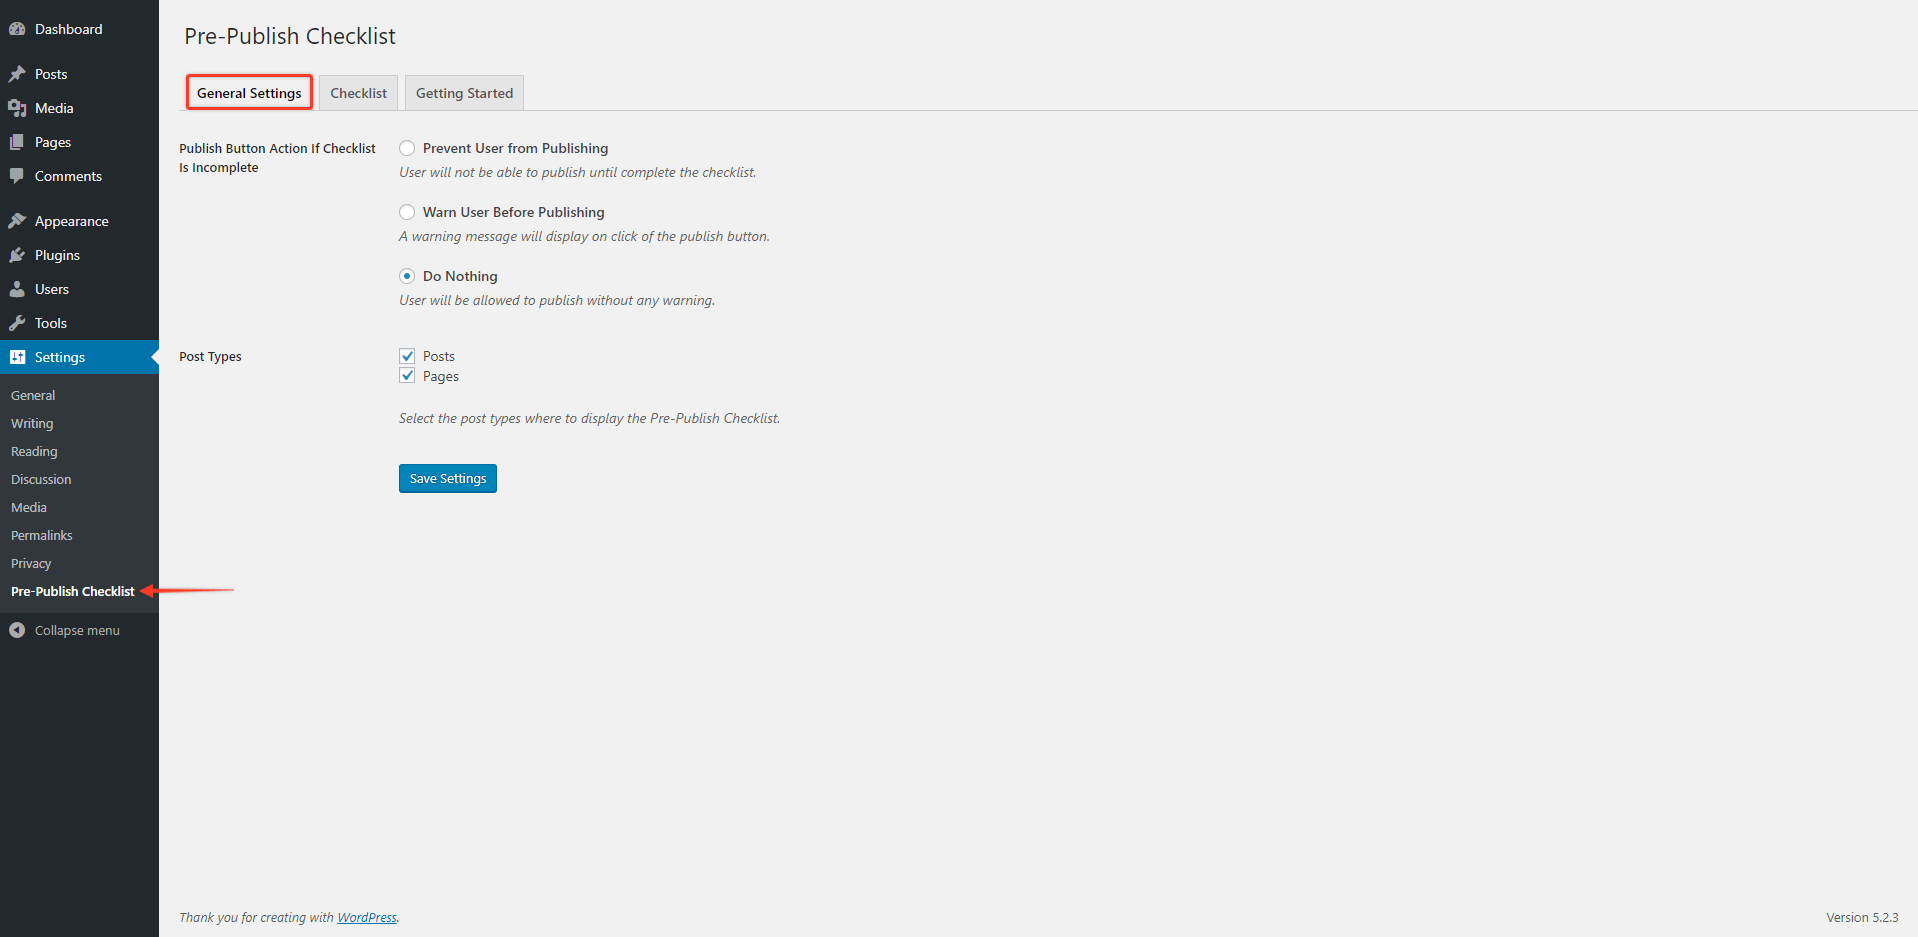 Dashboard
Posts
Media
Pages
Comments
Appearance
Plugins
Users
Tools
Settings
General
Writing
Reading
Discussion
Media
Permalinks
Privacy
Pre-Publish Checklist
Collapse menu
Pre-Publish Checklist
General Settings
Checklist
Getting Started
Publish Button Action If Checklist
Is Incomplete
Prevent User from Publishing
User will not be able to publish until complete the checklist.
Warn User Before Publishing
A warning message will display on click of the publish button.
Do Nothing
User will be allowed to publish without any warning.
Post Types
Posts
Pages
Select the post types where to display the Pre-Publish Checklist.
Save Settings
Thank you for creating with WordPress.
Version 5.2.3